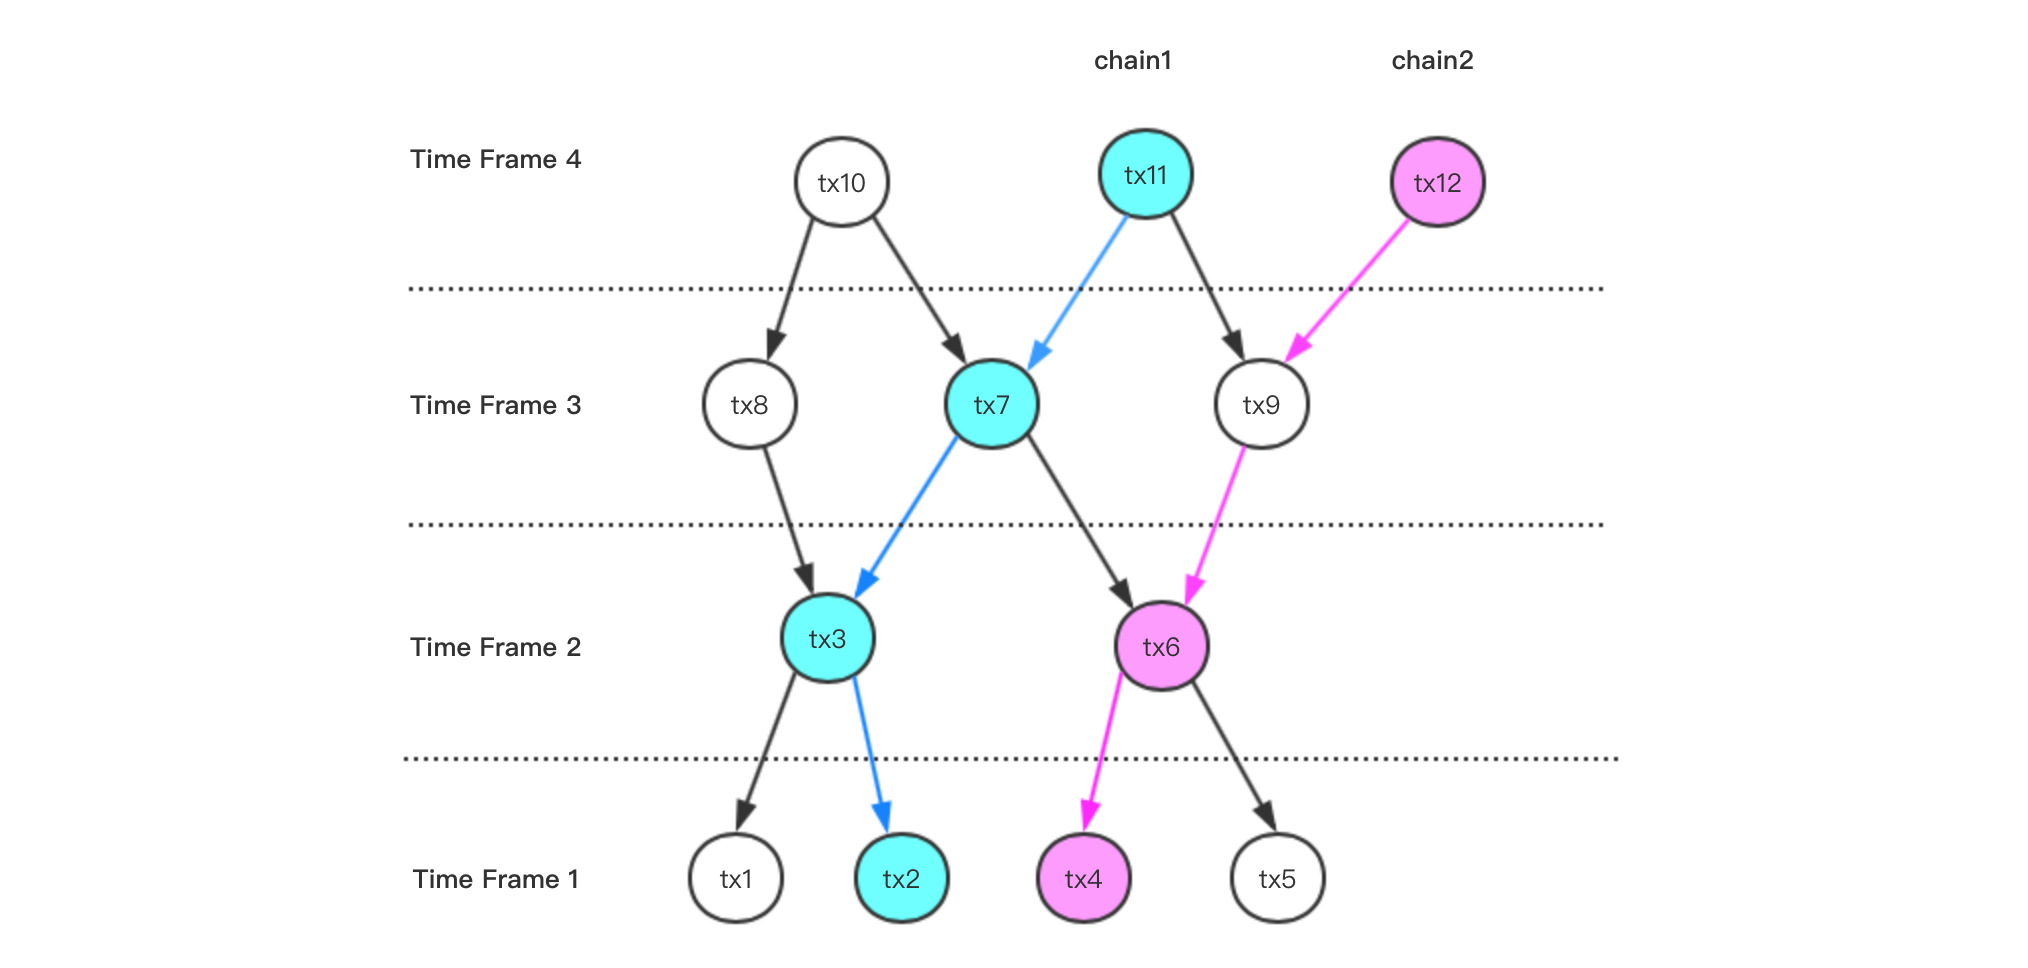 chain1 chain2
Time Frame 4 tx10 tx11 tx12
Time Frame 3 tx8 tx7 tx9
Time Frame 2 tx3 tx6
Time Frame 1 tx1 tx2 tx4 tx5